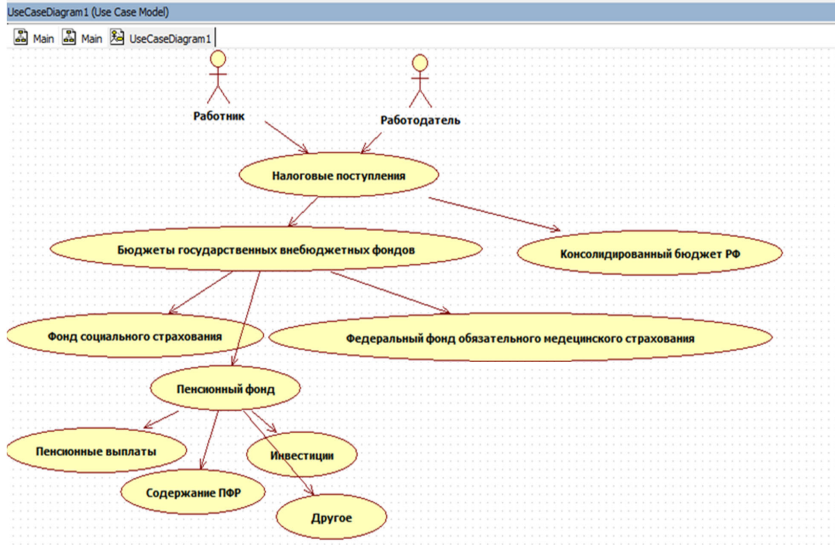 UseCaseDiagram1 (Use Case Model)
Main Main UseCaseDiagram1
Работник
Работодатель
Налоговые поступления
Бюджеты государственных внебюджетных фондов
Консолидированный бюджет РФ
Фонд социального страхования
Федеральный фонд обязательного медецинского страхования
Пенсионный фонд
Пенсионные выплаты
Инвестиции
Содержание ПФР
Другое